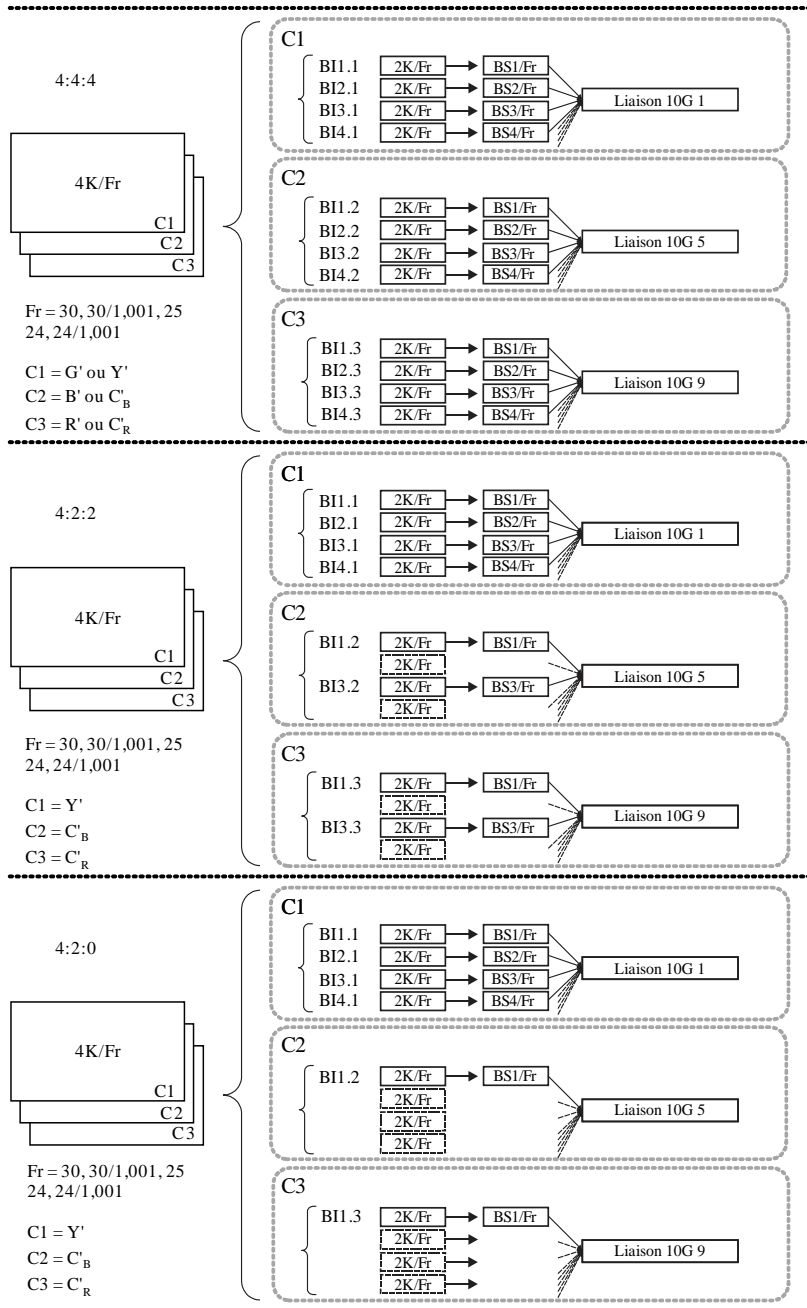 4:4:4
4K/Fr
C1
C2
C3
Fr = 30, 30/1,001, 25
24, 24/1,001
C1 = G' ou Y'
C2 = B' ou C'B
C3 = R' ou C'R
C1
BI1.1 2K/Fr BS1/Fr
BI2.1 2K/Fr BS2/Fr
BI3.1 2K/Fr BS3/Fr
BI4.1 2K/Fr BS4/Fr
Liaison 10G 1
C2
BI1.2 2K/Fr BS1/Fr
BI2.2 2K/Fr BS2/Fr
BI3.2 2K/Fr BS3/Fr
BI4.2 2K/Fr BS4/Fr
Liaison 10G 5
C3
BI1.3 2K/Fr BS1/Fr
BI2.3 2K/Fr BS2/Fr
BI3.3 2K/Fr BS3/Fr
BI4.3 2K/Fr BS4/Fr
Liaison 10G 9
4:2:2
4K/Fr
C1
C2
C3
Fr = 30, 30/1,001, 25
24, 24/1,001
C1 = Y'
C2 = C'B
C3 = C'R
C1
BI1.1 2K/Fr BS1/Fr
BI2.1 2K/Fr BS2/Fr
BI3.1 2K/Fr BS3/Fr
BI4.1 2K/Fr BS4/Fr
Liaison 10G 1
C2
BI1.2 2K/Fr BS1/Fr
2K/Fr
BI3.2 2K/Fr BS3/Fr
2K/Fr
Liaison 10G 5
C3
BI1.3 2K/Fr BS1/Fr
2K/Fr
BI3.3 2K/Fr BS3/Fr
2K/Fr
Liaison 10G 9
4:2:0
4K/Fr
C1
C2
C3
Fr = 30, 30/1,001, 25
24, 24/1,001
C1 = Y'
C2 = C'B
C3 = C'R
C1
BI1.1 2K/Fr BS1/Fr
BI2.1 2K/Fr BS2/Fr
BI3.1 2K/Fr BS3/Fr
BI4.1 2K/Fr BS4/Fr
Liaison 10G 1
C2
BI1.2 2K/Fr BS1/Fr
2K/Fr
2K/Fr
2K/Fr
Liaison 10G 5
C3
BI1.3 2K/Fr BS1/Fr
2K/Fr
2K/Fr
2K/Fr
Liaison 10G 9